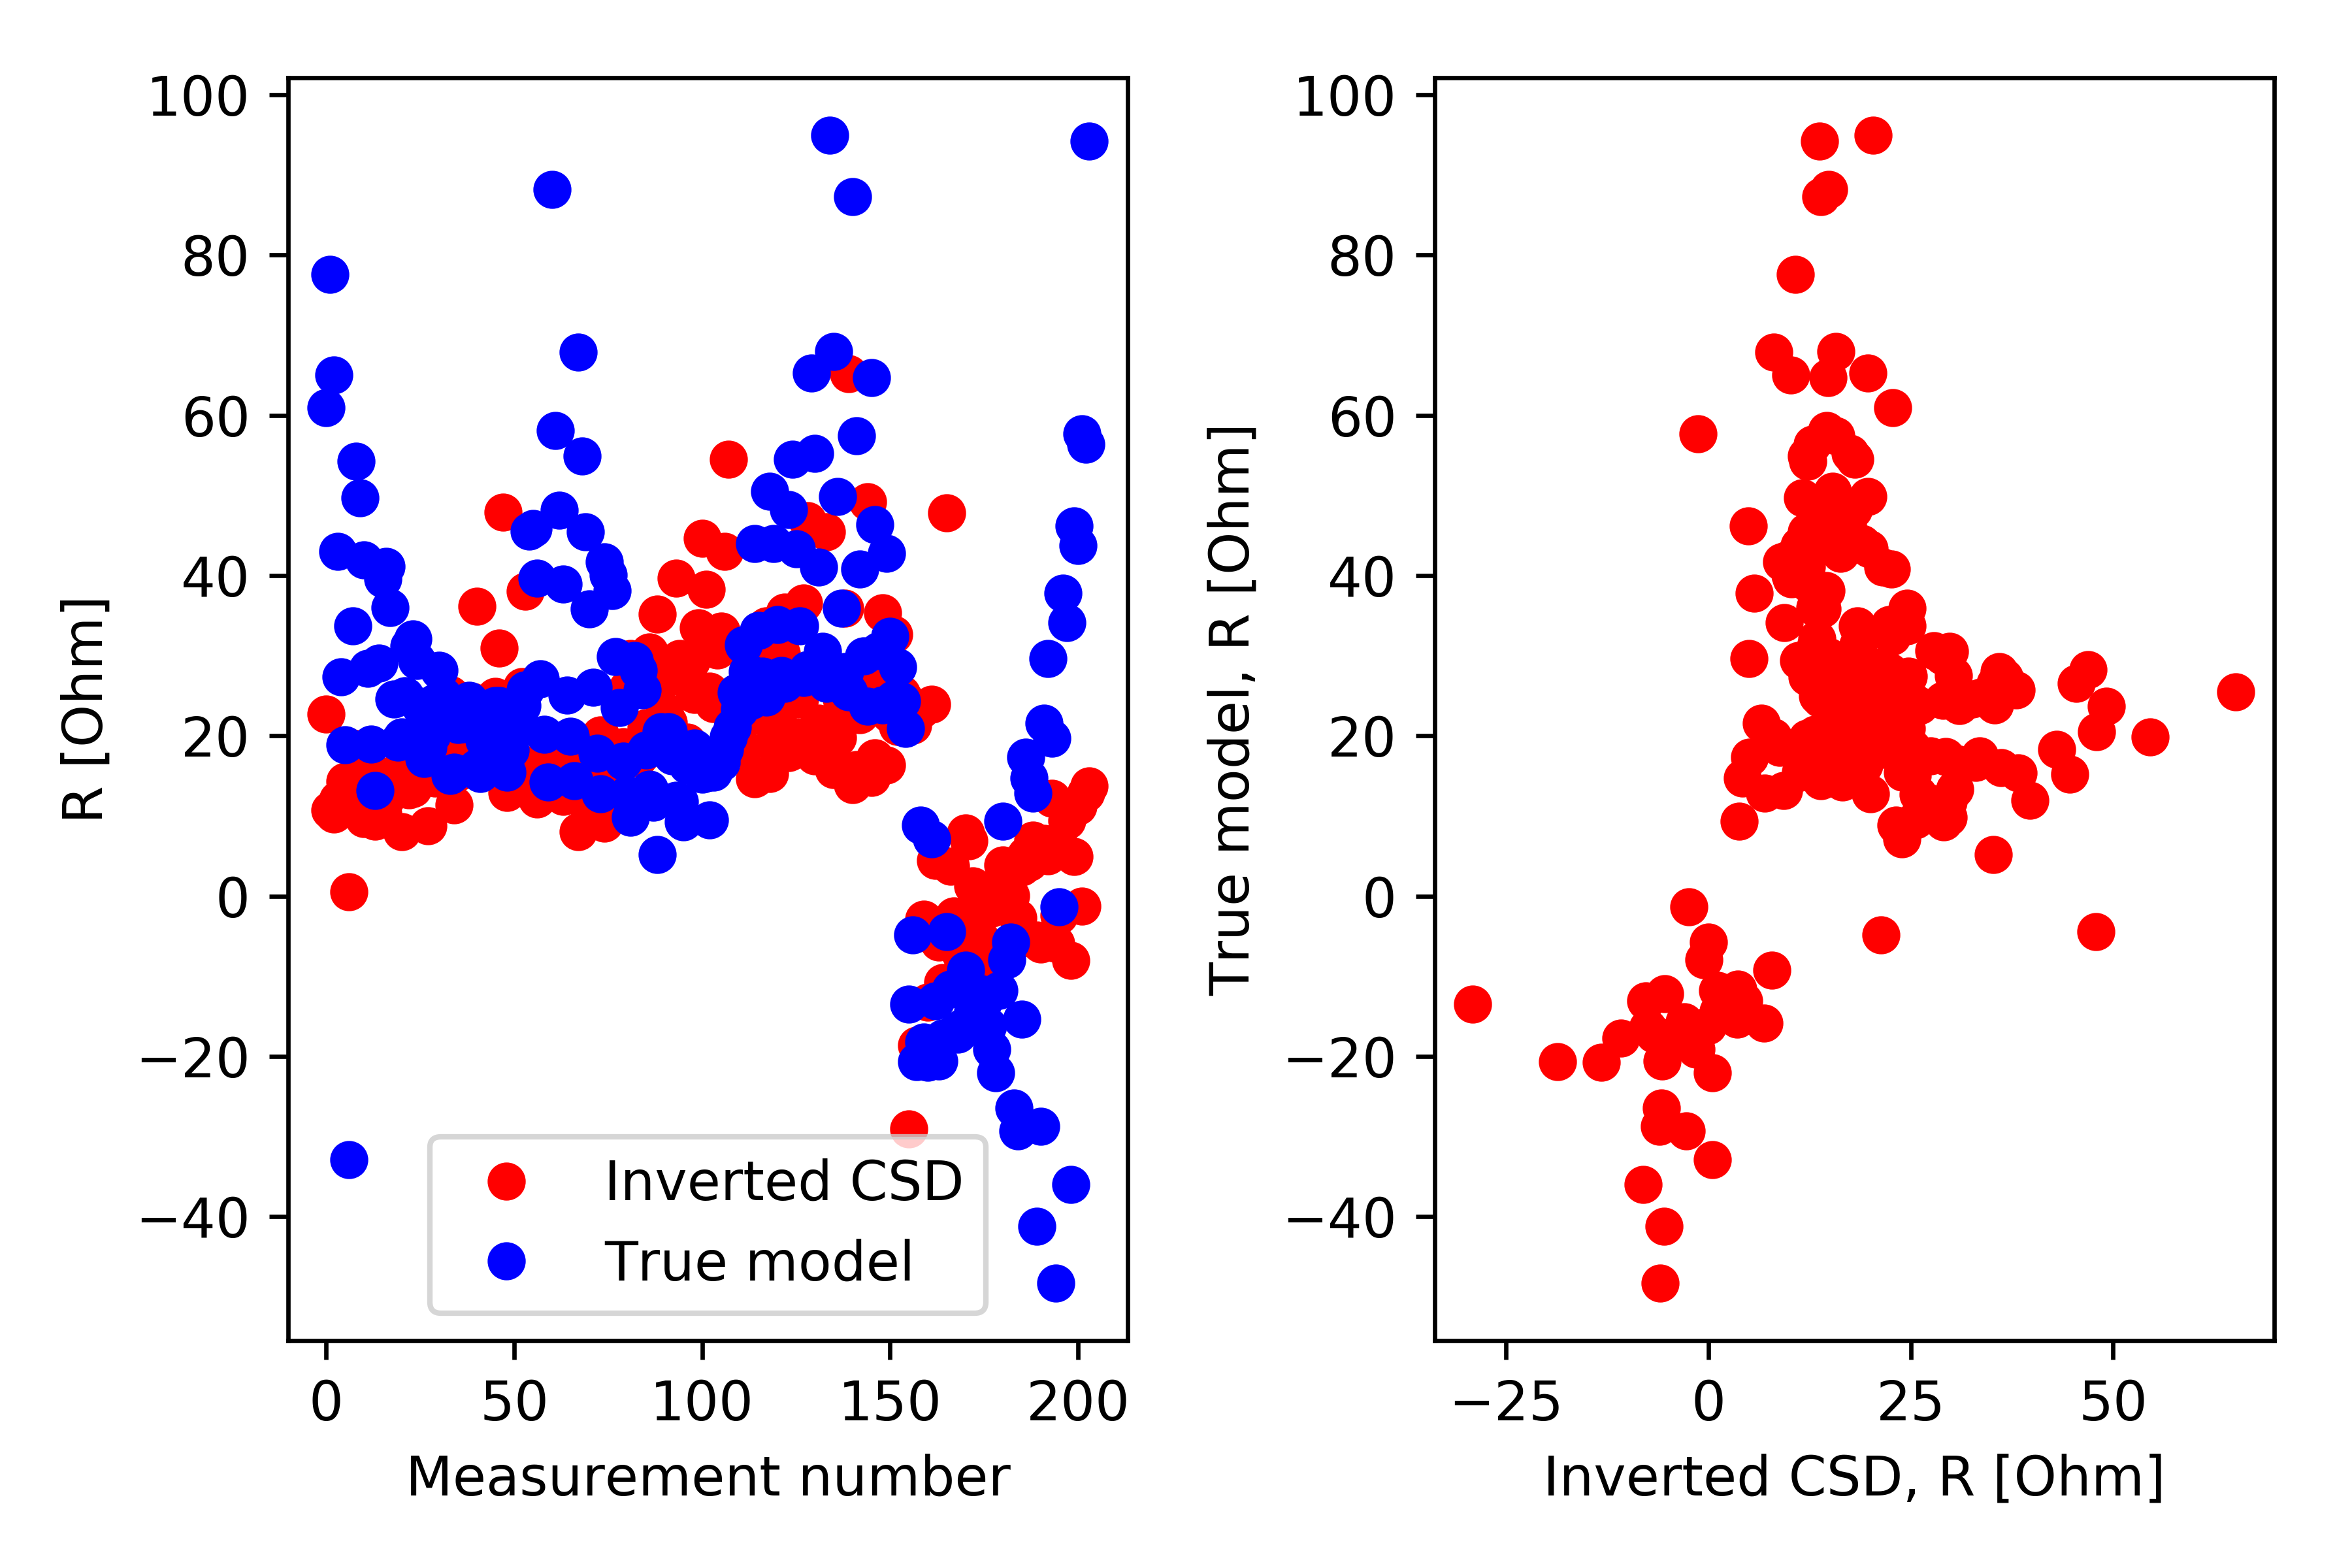 100
80
60
40
20
0
−20
−40
R [Ohm]
0 50 100 150 200
Measurement number
Inverted CSD
True model
100
80
60
40
20
0
−20
−40
True model, R [Ohm]
−25 0 25 50
Inverted CSD, R [Ohm]